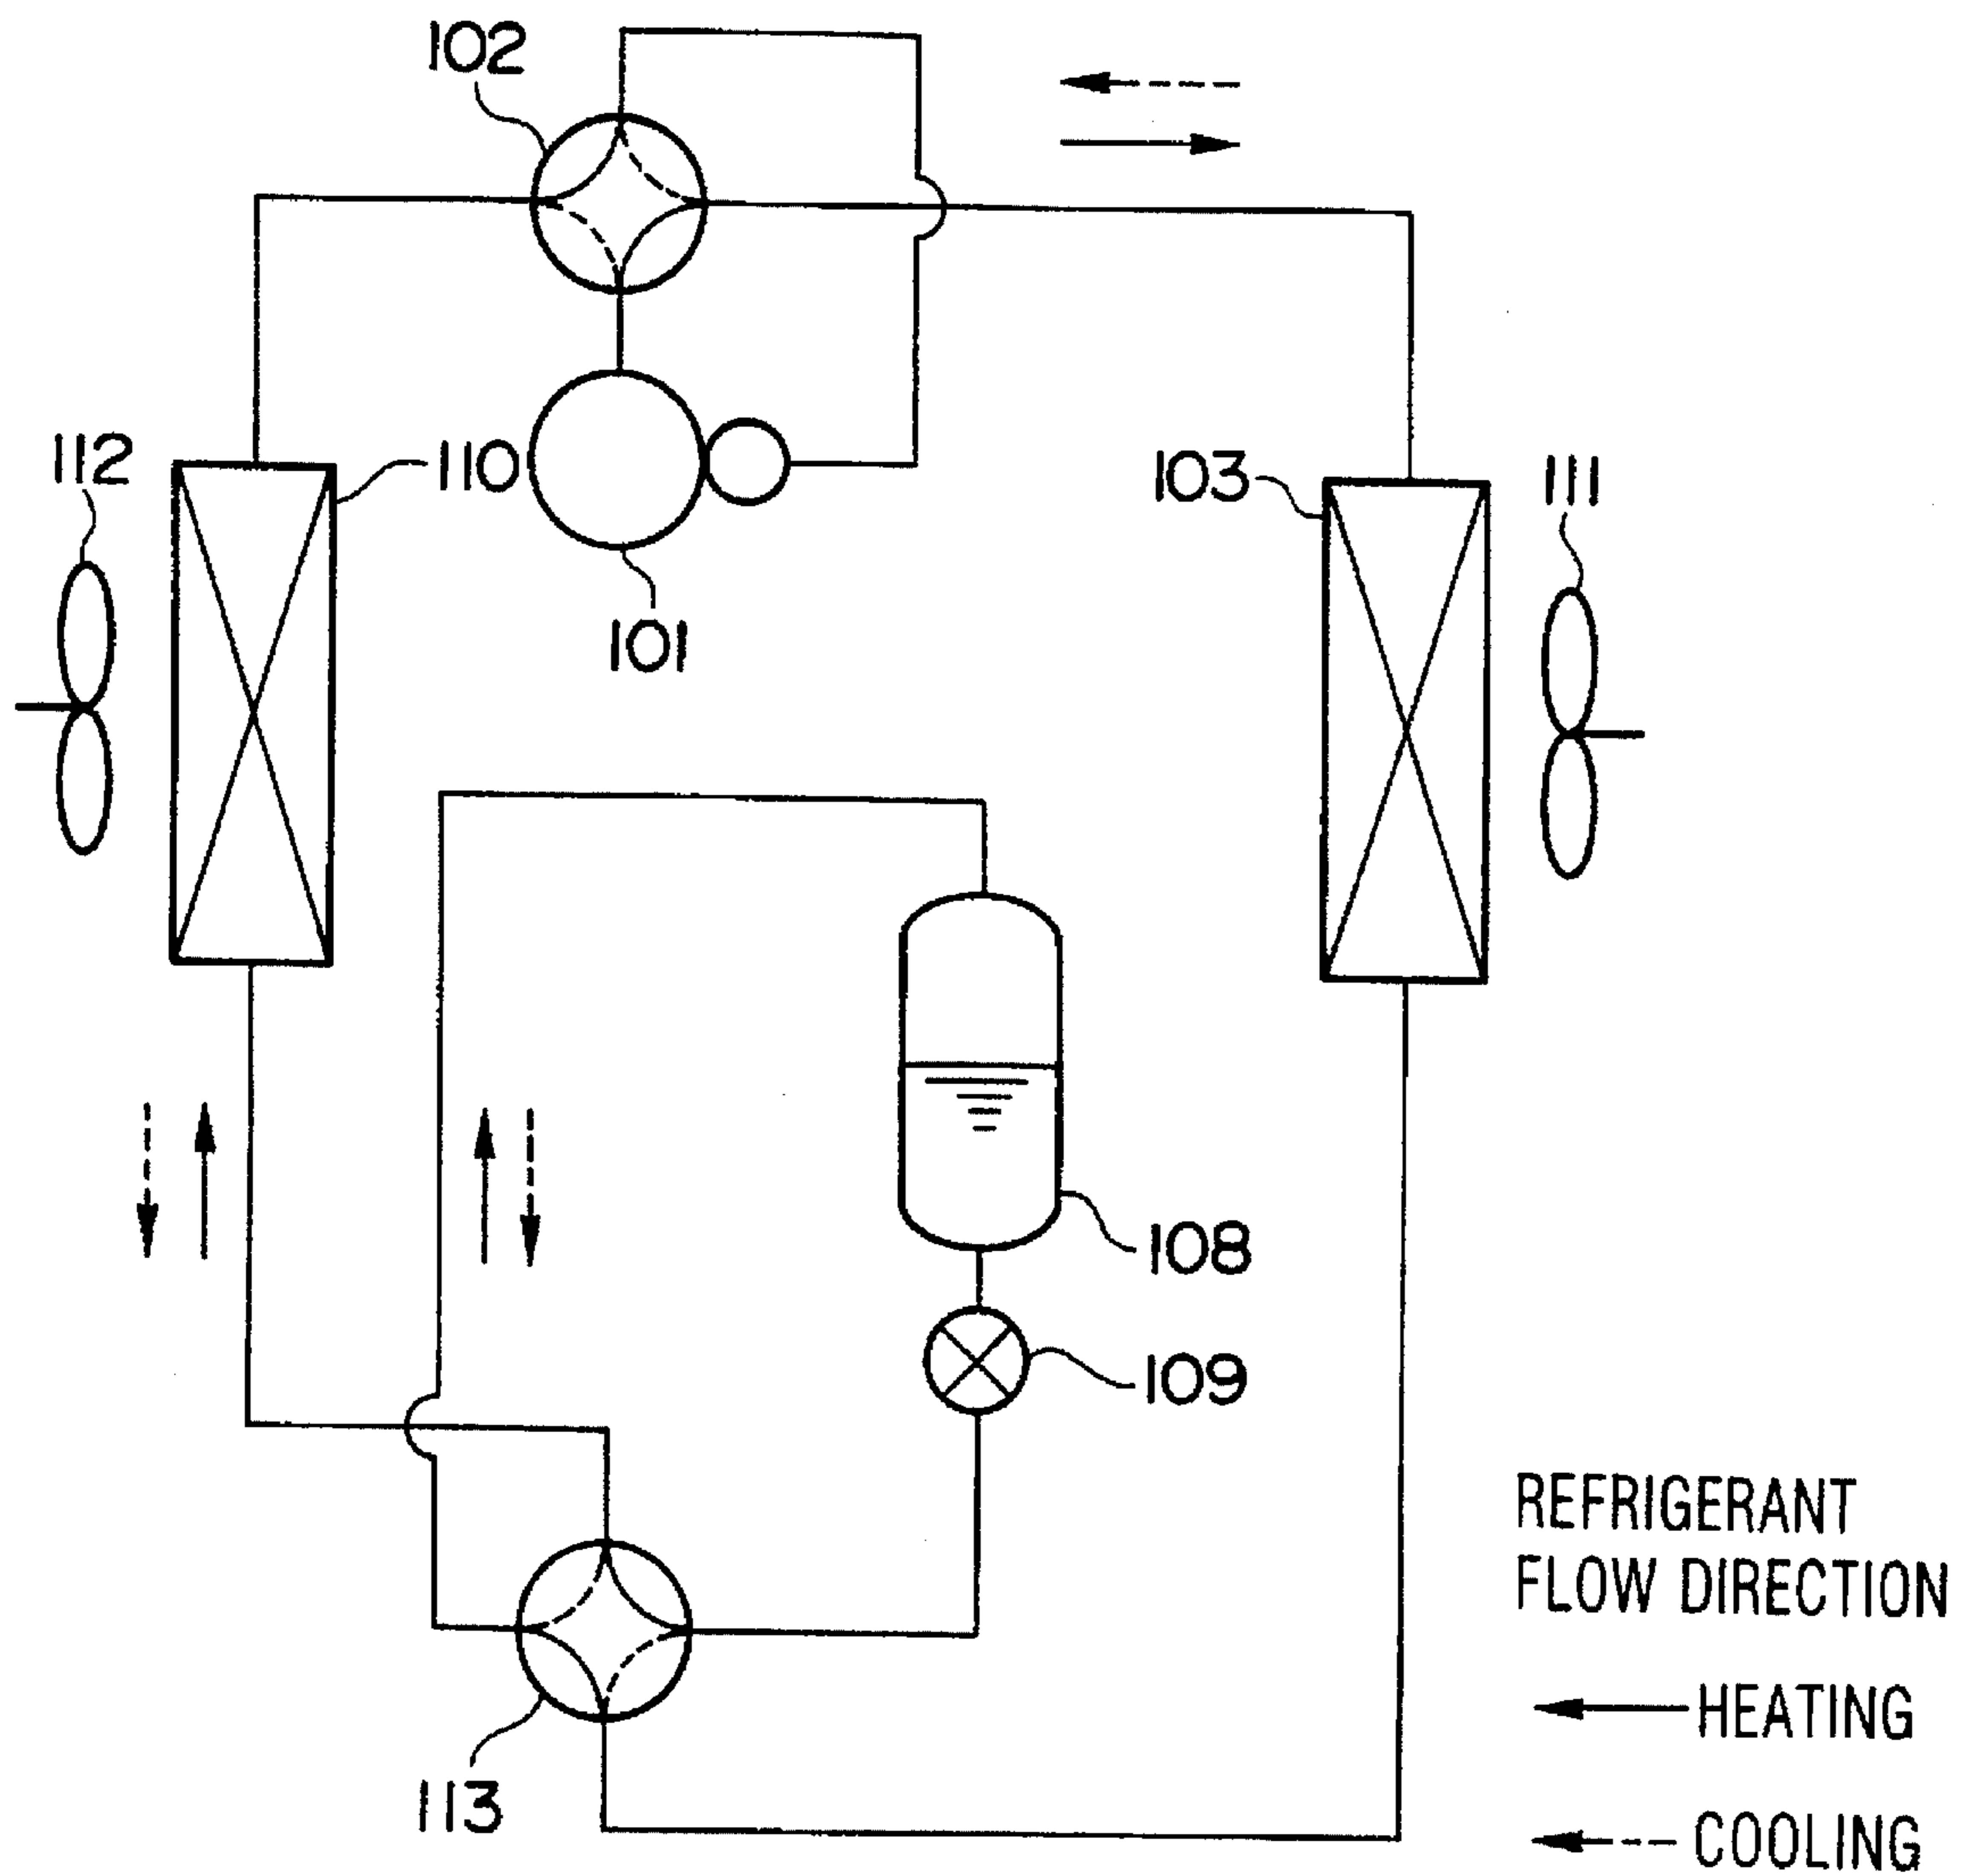 102
112
110
103
111
101
108
109
REFRIGERANT
FLOW DIRECTION
HEATING
113
COOLING